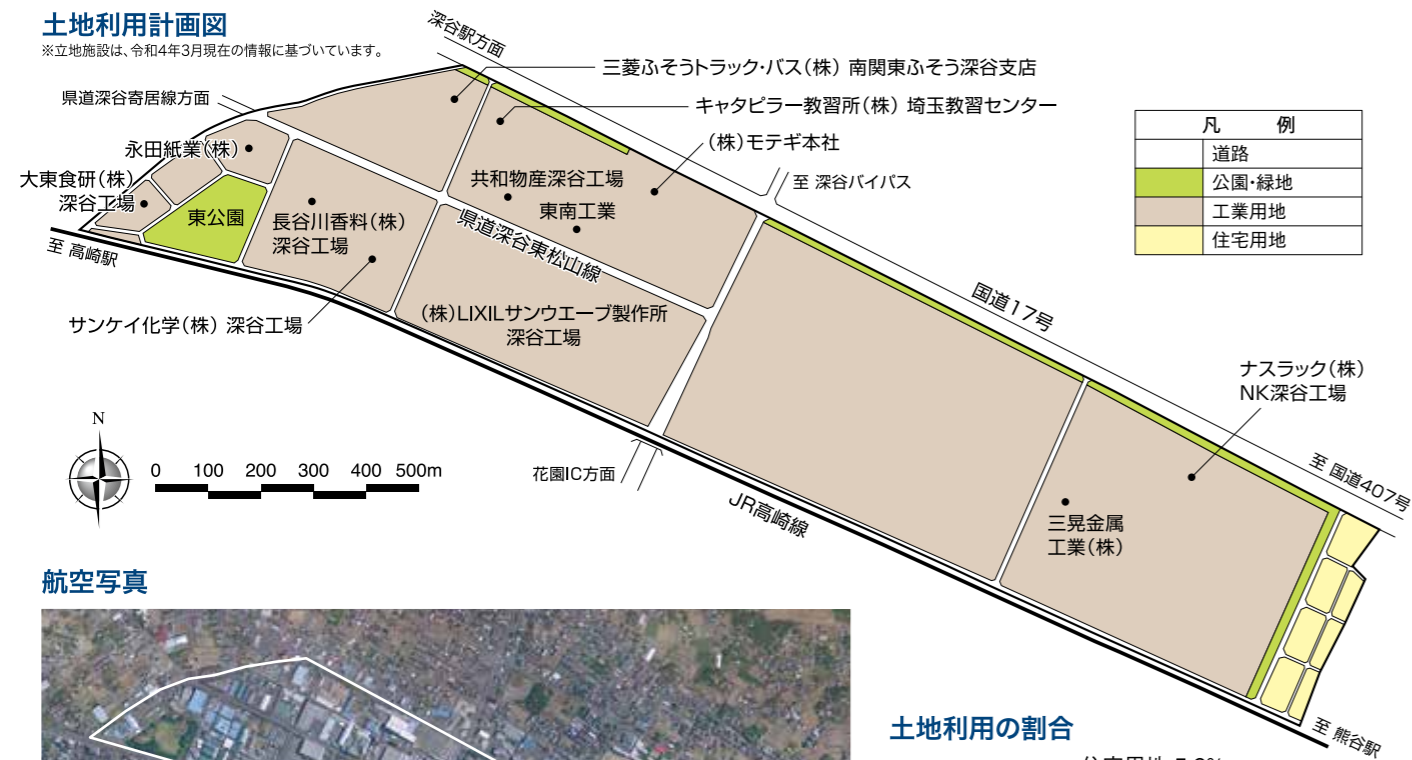 土地利用計画図
※立地施設は、令和4年3月現在の情報に基づいています。
深谷駅方面
三菱ふそうトラック・バス(株) 南関東ふそう深谷支店
県道深谷寄居線方面
キャタピラー教習所(株) 埼玉教習センター
(株)モテギ本社
永田紙業(株)
大東食研(株)
深谷工場
共和物産深谷工場
至 深谷バイパス
東公園
長谷川香料(株)
深谷工場
東南工業
県道深谷東松山線
至 高崎駅
サンケイ化学(株) 深谷工場
(株)LIXILサンウエーブ製作所
深谷工場
国道17号
ナスラック(株)
NK深谷工場
凡 例
道路
公園・緑地
工業用地
住宅用地
N
0 100 200 300 400 500m
花園IC方面
JR高崎線
三晃金属
工業(株)
至 国道407号
至 熊谷駅
航空写真
土地利用の割合